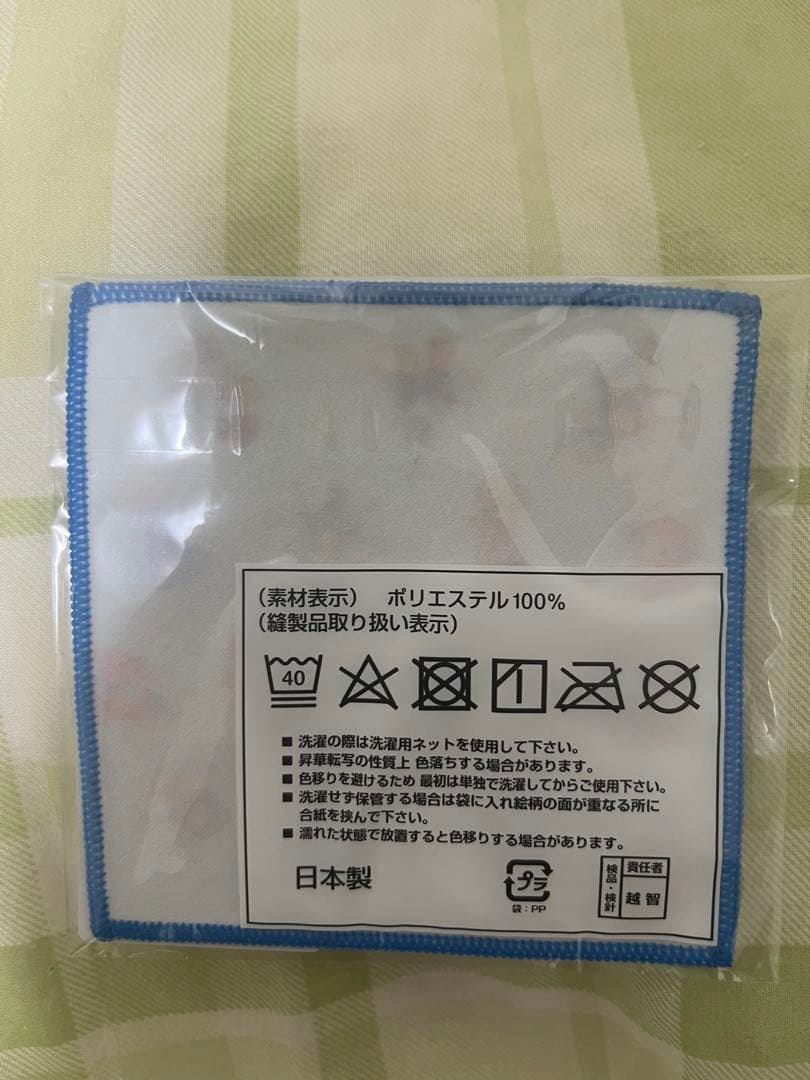 （素材表示）　ポリエステル100%
（縫製品取り扱い表示）
40
■ 洗濯の際は洗濯用ネットを使用して下さい。
■ 昇華転写の性質上 色落ちする場合があります。
■ 色移りを避けるため 最初は単独で洗濯してからご使用下さい。
■ 洗濯せず保管する場合は袋に入れ絵柄の面が重なる所に
合紙を挟んで下さい。
■ 濡れた状態で放置すると色移りする場合があります。
日本製
プラ
袋：PP
検品・検針
責任者
越智